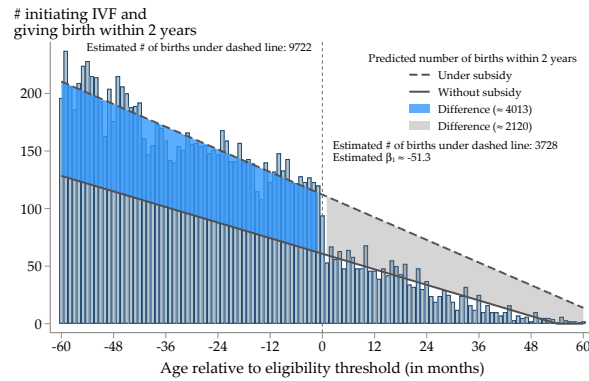 # initiating IVF and
giving birth within 2 years
Estimated # of births under dashed line: 9722
Predicted number of births within 2 years
Under subsidy
Without subsidy
Difference (≈ 4013)
Difference (≈ 2120)
Estimated # of births under dashed line: 3728
Estimated β₁ ≈ -51.3
200
150
100
50
0
-60 -48 -36 -24 -12 0 12 24 36 48 60
Age relative to eligibility threshold (in months)